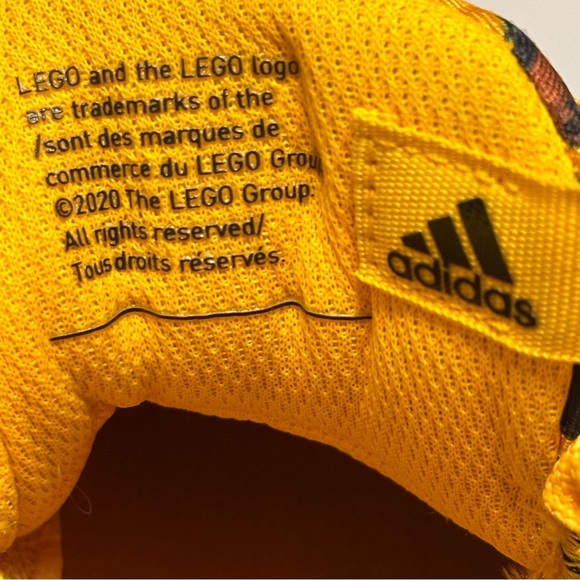 LEGO and the LEGO logo
are trademarks of the
/sont des marques de
commerce du LEGO Group
©2020 The LEGO Group.
All rights reserved/
Tous droits réservés.
adidas